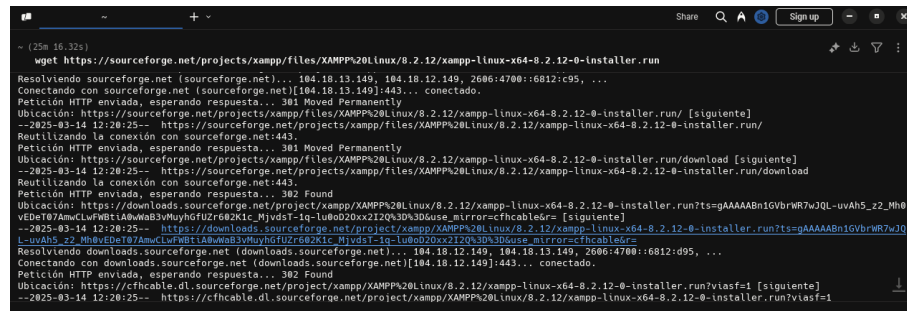 ~
+
Share
Sign up
~ (25m 16.32s)
wget https://sourceforge.net/projects/xampp/files/XAMPP%20Linux/8.2.12/xampp-linux-x64-8.2.12-0-installer.run
Resolviendo sourceforge.net (sourceforge.net)... 104.18.13.149, 104.18.12.149, 2606:4700::6812:c95, ...
Conectando con sourceforge.net (sourceforge.net)[104.18.13.149]:443... conectado.
Petición HTTP enviada, esperando respuesta... 301 Moved Permanently
Ubicación: https://sourceforge.net/projects/xampp/files/XAMPP%20Linux/8.2.12/xampp-linux-x64-8.2.12-0-installer.run/ [siguiente]
--2025-03-14 12:20:25--  https://sourceforge.net/projects/xampp/files/XAMPP%20Linux/8.2.12/xampp-linux-x64-8.2.12-0-installer.run/
Reutilizando la conexión con sourceforge.net:443.
Petición HTTP enviada, esperando respuesta... 301 Moved Permanently
Ubicación: https://sourceforge.net/projects/xampp/files/XAMPP%20Linux/8.2.12/xampp-linux-x64-8.2.12-0-installer.run/download [siguiente]
--2025-03-14 12:20:25--  https://sourceforge.net/projects/xampp/files/XAMPP%20Linux/8.2.12/xampp-linux-x64-8.2.12-0-installer.run/download
Reutilizando la conexión con sourceforge.net:443.
Petición HTTP enviada, esperando respuesta... 302 Found
Ubicación: https://downloads.sourceforge.net/project/xampp/XAMPP%20Linux/8.2.12/xampp-linux-x64-8.2.12-0-installer.run?ts=gAAAAABn1GVbrWR7wJQL-uvAh5_z2_Mh0
vEDeT07AmwCLwFWBtiA0wWaB3vMuyhGfUZr602K1c_MjvdsT-1q-lu0oD2Oxx2I2Q%3D%3D&use_mirror=cfhcable&r= [siguiente]
--2025-03-14 12:20:25--  https://downloads.sourceforge.net/project/xampp/XAMPP%20Linux/8.2.12/xampp-linux-x64-8.2.12-0-installer.run?ts=gAAAAABn1GVbrWR7wJQ
L-uvAh5_z2_Mh0vEDeT07AmwCLwFWBtiA0wWaB3vMuyhGfUZr602K1c_MjvdsT-1q-lu0oD2Oxx2I2Q%3D%3D&use_mirror=cfhcable&r=
Resolviendo downloads.sourceforge.net (downloads.sourceforge.net)... 104.18.12.149, 104.18.13.149, 2606:4700::6812:d95, ...
Conectando con downloads.sourceforge.net (downloads.sourceforge.net)[104.18.12.149]:443... conectado.
Petición HTTP enviada, esperando respuesta... 302 Found
Ubicación: https://cfhcable.dl.sourceforge.net/project/xampp/XAMPP%20Linux/8.2.12/xampp-linux-x64-8.2.12-0-installer.run?viasf=1 [siguiente]
--2025-03-14 12:20:25--  https://cfhcable.dl.sourceforge.net/project/xampp/XAMPP%20Linux/8.2.12/xampp-linux-x64-8.2.12-0-installer.run?viasf=1